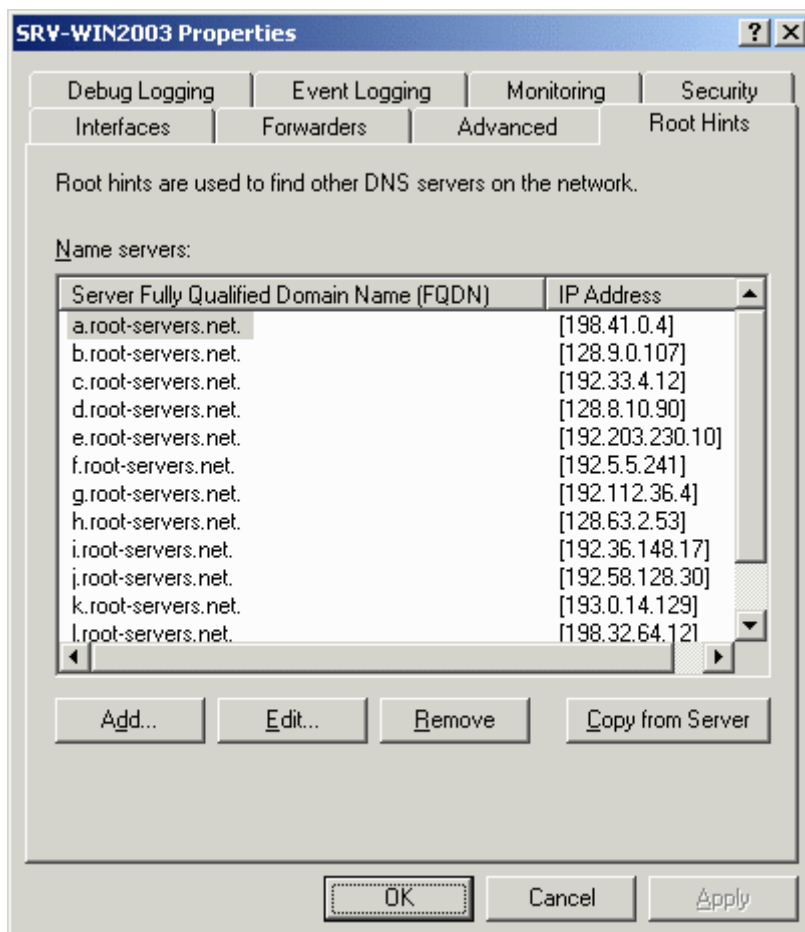 SRV-WIN2003 Properties
Debug Logging Event Logging Monitoring Security
Interfaces Forwarders Advanced Root Hints
Root hints are used to find other DNS servers on the network.
Name servers:
Server Fully Qualified Domain Name (FQDN) IP Address
a.root-servers.net. [198.41.0.4]
b.root-servers.net. [128.9.0.107]
c.root-servers.net. [192.33.4.12]
d.root-servers.net. [128.8.10.90]
e.root-servers.net. [192.203.230.10]
f.root-servers.net. [192.5.5.241]
g.root-servers.net. [192.112.36.4]
h.root-servers.net. [128.63.2.53]
i.root-servers.net. [192.36.148.17]
j.root-servers.net. [192.58.128.30]
k.root-servers.net. [193.0.14.129]
l.root-servers.net. [198.32.64.12]
Add... Edit... Remove Copy from Server
OK Cancel Apply